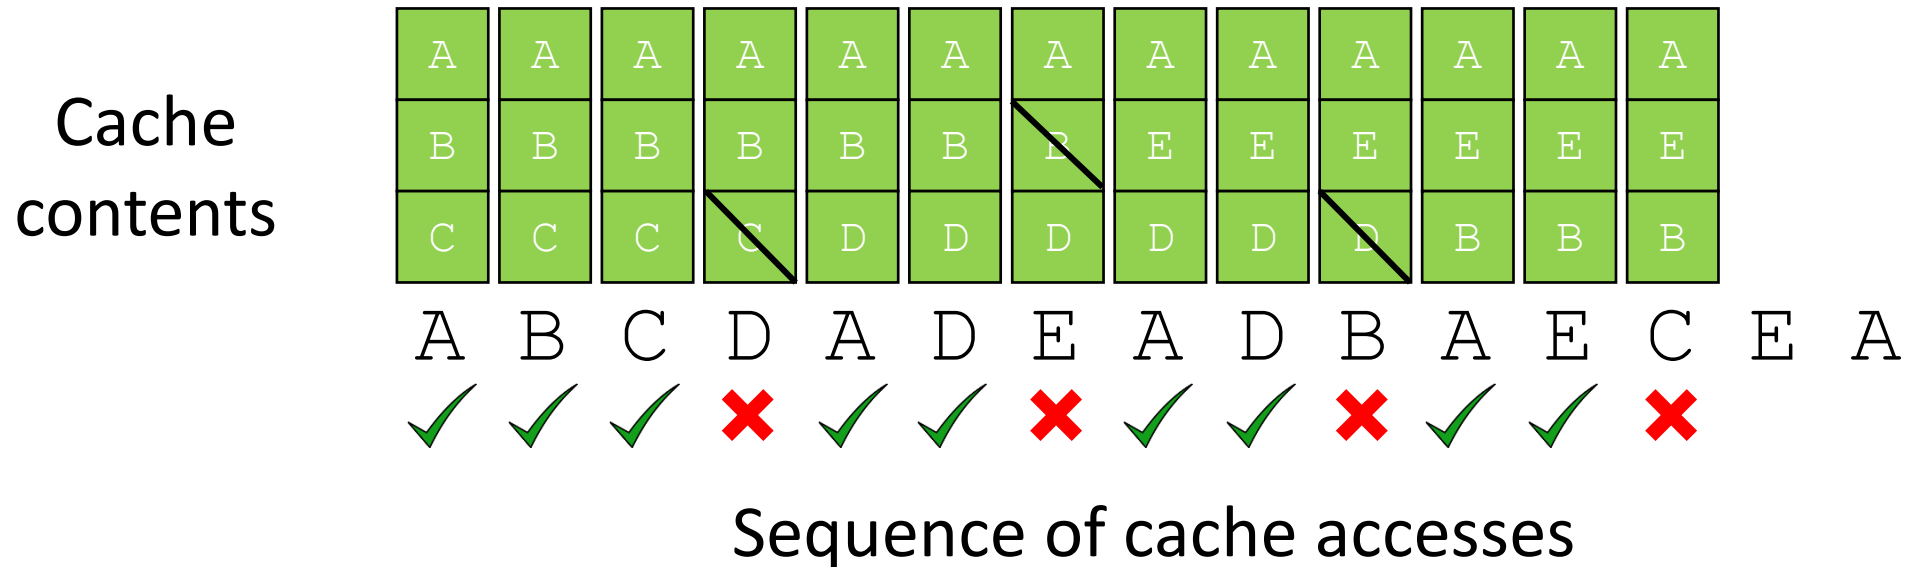 A A A A A A A A A A A A A
Cache
B B B B B B B E E E E E E
contents
C C C C D D D D D D B B B
A B C D A D E A D B A E C E A
Sequence of cache accesses